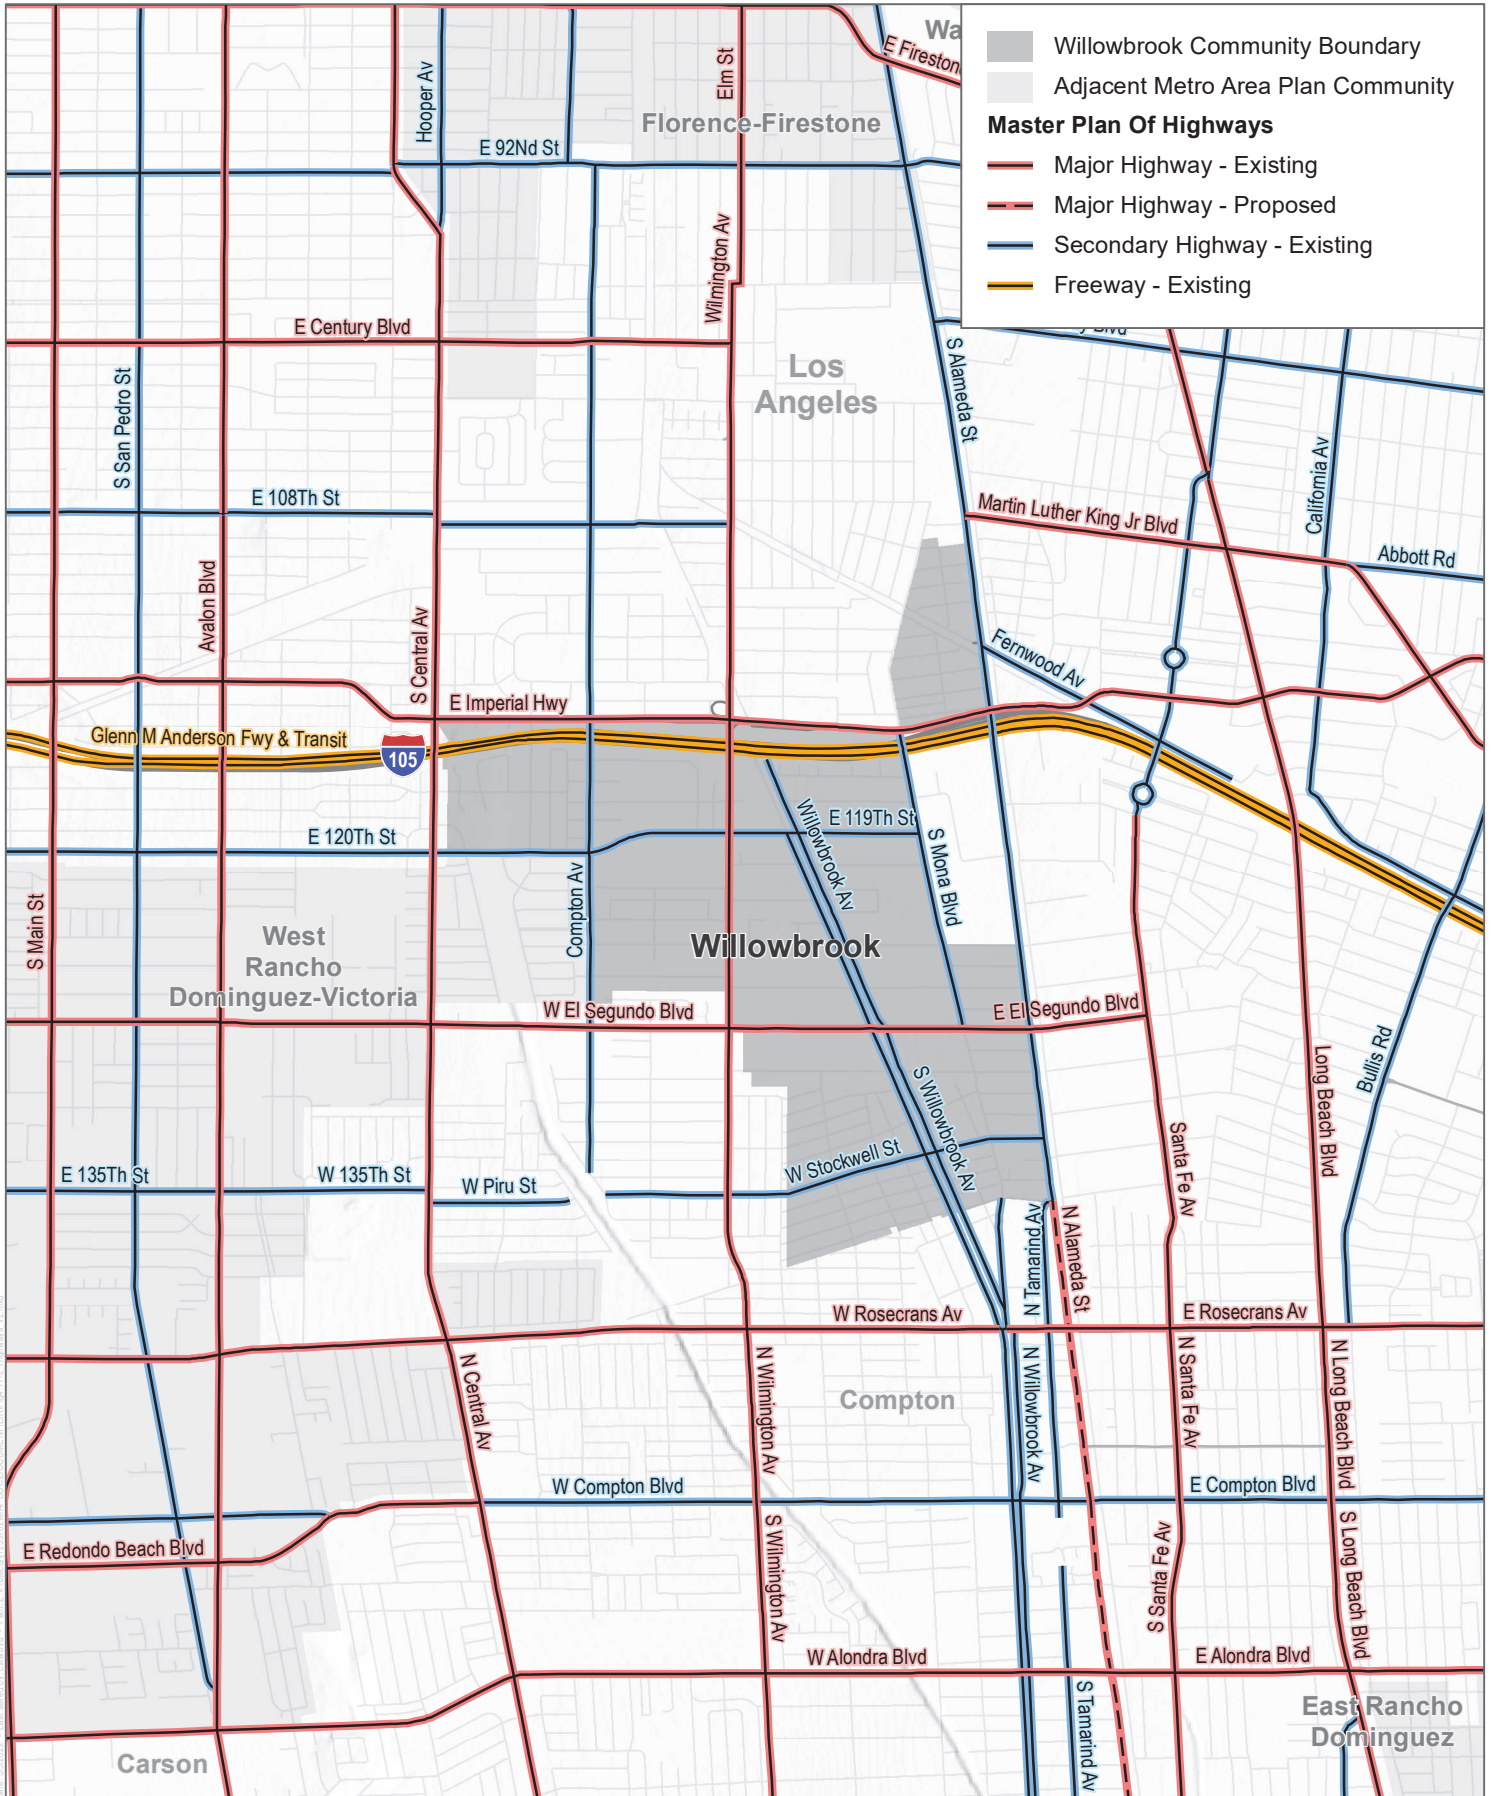 Wa
E Fireston
Willowbrook Community Boundary
Adjacent Metro Area Plan Community
Master Plan Of Highways
Major Highway - Existing
Major Highway - Proposed
Secondary Highway - Existing
Freeway - Existing
Hooper Av
Elm St
Florence-Firestone
E 92Nd St
Wilmington Av
E Century Blvd
y Blvd
S Alameda St
Los
Angeles
S San Pedro St
E 108Th St
Martin Luther King Jr Blvd
California Av
Abbott Rd
Avalon Blvd
S Central Av
Fernwood Av
E Imperial Hwy
Glenn M Anderson Fwy & Transit
105
E 120Th St
Willowbrook Av
E 119Th St
S Mona Blvd
Compton Av
S Main St
West
Rancho
Dominguez-Victoria
Willowbrook
W El Segundo Blvd
E El Segundo Blvd
Long Beach Blvd
Bullis Rd
S Willowbrook Av
Santa Fe Av
E 135Th St
W 135Th St
W Piru St
W Stockwell St
N Tamarind Av
N Alameda St
W Rosecrans Av
E Rosecrans Av
N Central Av
N Wilmington Av
Compton
N Willowbrook Av
N Santa Fe Av
N Long Beach Blvd
W Compton Blvd
E Compton Blvd
E Redondo Beach Blvd
S Wilmington Av
S Santa Fe Av
S Long Beach Blvd
W Alondra Blvd
E Alondra Blvd
S Tamarind Av
East Rancho
Dominguez
Carson